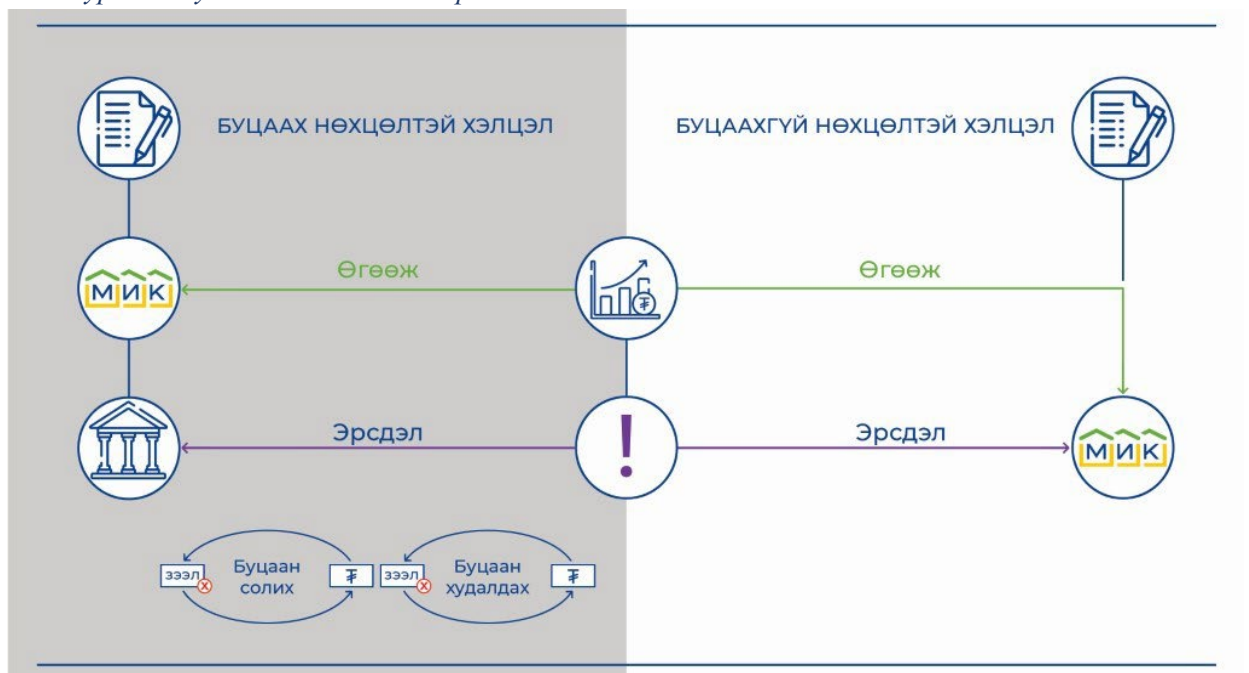 БУЦААХ НӨХЦӨЛТЭЙ ХЭЛЦЭЛ
БУЦААХГҮЙ НӨХЦӨЛТЭЙ ХЭЛЦЭЛ
МИК
Өгөөж
₮
Өгөөж
Эрсдэл
!
Эрсдэл
МИК
зээл
x
Буцаан
солих
₮
зээл
x
Буцаан
худалдах
₮